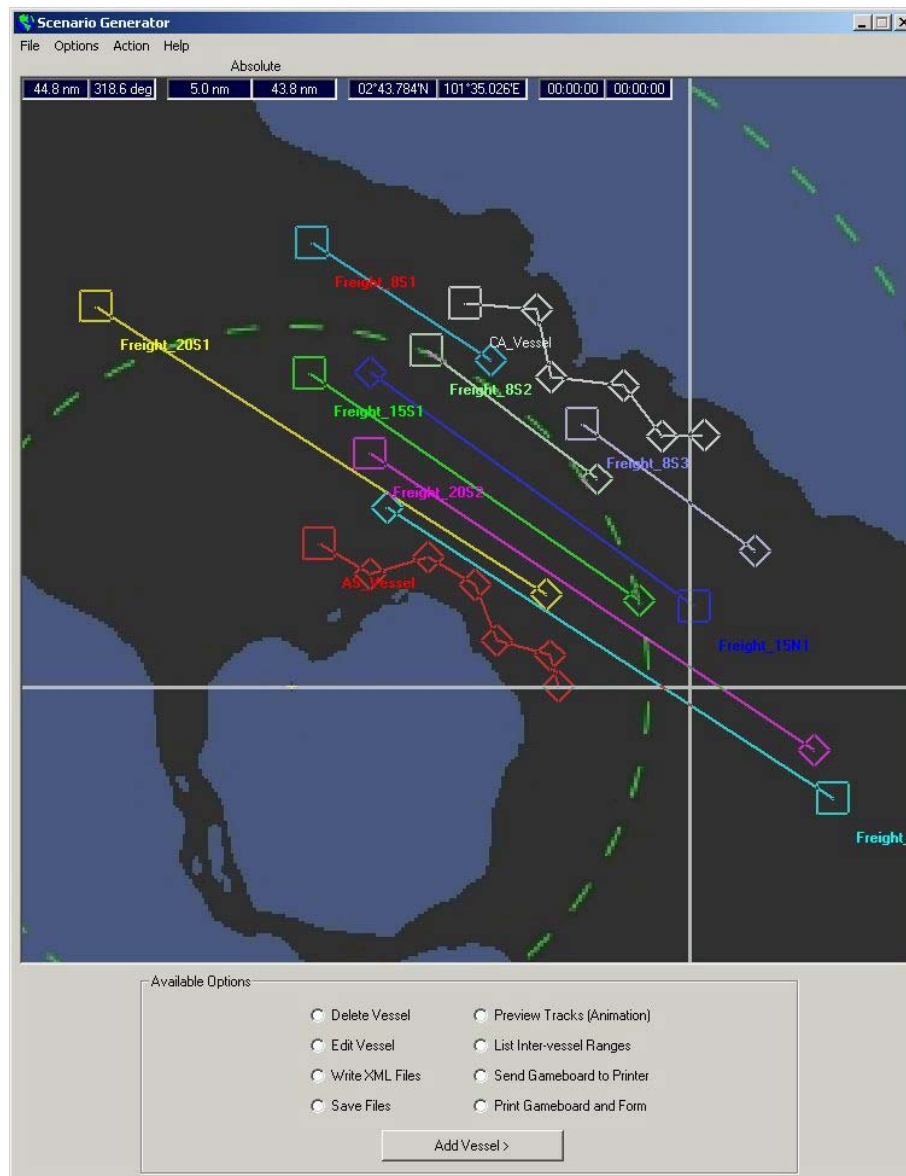 Scenario Generator
File Options Action Help
Absolute
44.8 nm 318.6 deg 5.0 nm 43.8 nm 02°43.784'N 101°35.026'E 00:00:00 00:00:00
Freight_8S1
Freight_20S1
CA_Vessel
Freight_8S2
Freight_15S1
Freight_8S3
Freight_20S2
AS_Vessel
Freight_15N1
Freight_
Available Options
Delete Vessel Preview Tracks (Animation)
Edit Vessel List Inter-vessel Ranges
Write XML Files Send Gameboard to Printer
Save Files Print Gameboard and Form
Add Vessel >